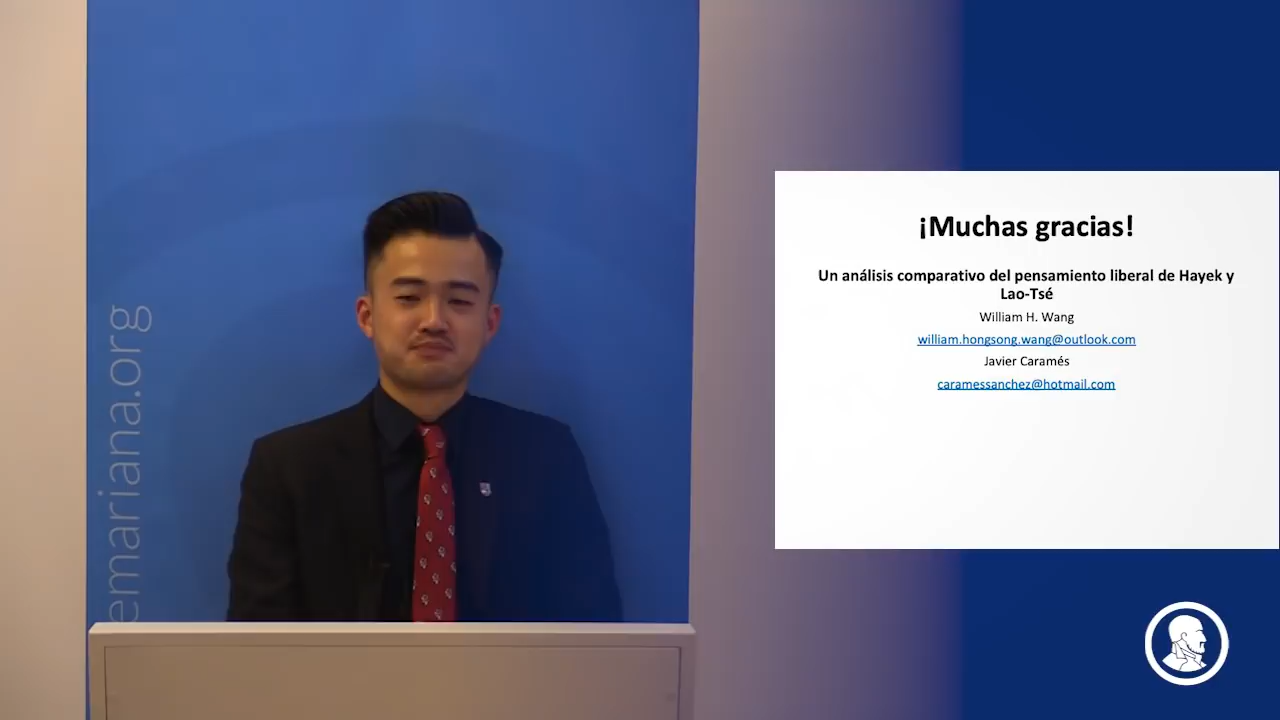 emariana.org
¡Muchas gracias!
Un análisis comparativo del pensamiento liberal de Hayek y
Lao-Tsé
William H. Wang
william.hongsong.wang@outlook.com
Javier Caramés
caramessanchez@hotmail.com